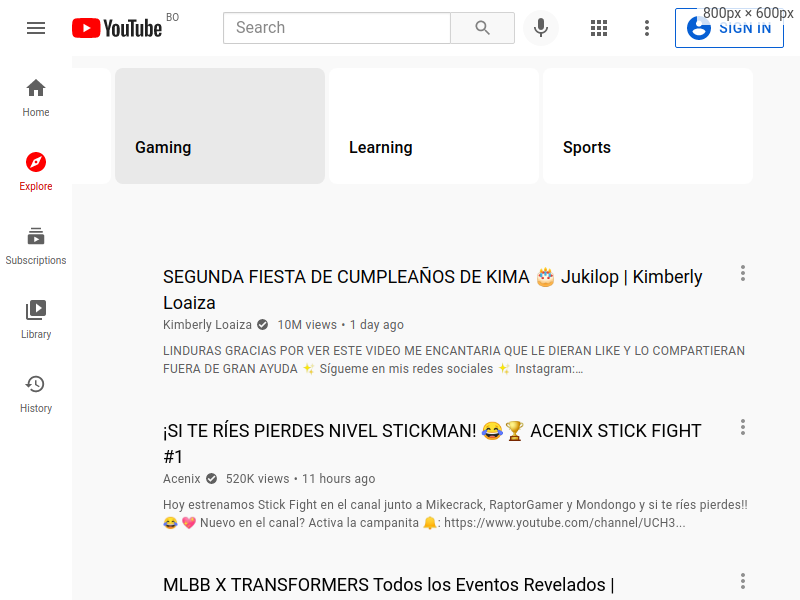 YouTube BO
Search
800px × 600px
SIGN IN
Home
Explore
Subscriptions
Library
History
Gaming
Learning
Sports
SEGUNDA FIESTA DE CUMPLEAÑOS DE KIMA 🎂 Jukilop | Kimberly
Loaiza
Kimberly Loaiza 10M views • 1 day ago
LINDURAS GRACIAS POR VER ESTE VIDEO ME ENCANTARIA QUE LE DIERAN LIKE Y LO COMPARTIERAN
FUERA DE GRAN AYUDA ✨ Sígueme en mis redes sociales ✨ Instagram:...
¡SI TE RÍES PIERDES NIVEL STICKMAN! 😂🏆 ACENIX STICK FIGHT
#1
Acenix 520K views • 11 hours ago
Hoy estrenamos Stick Fight en el canal junto a Mikecrack, RaptorGamer y Mondongo y si te ríes pierdes!!
😂 💖 Nuevo en el canal? Activa la campanita 🔔: https://www.youtube.com/channel/UCH3...
MLBB X TRANSFORMERS Todos los Eventos Revelados |